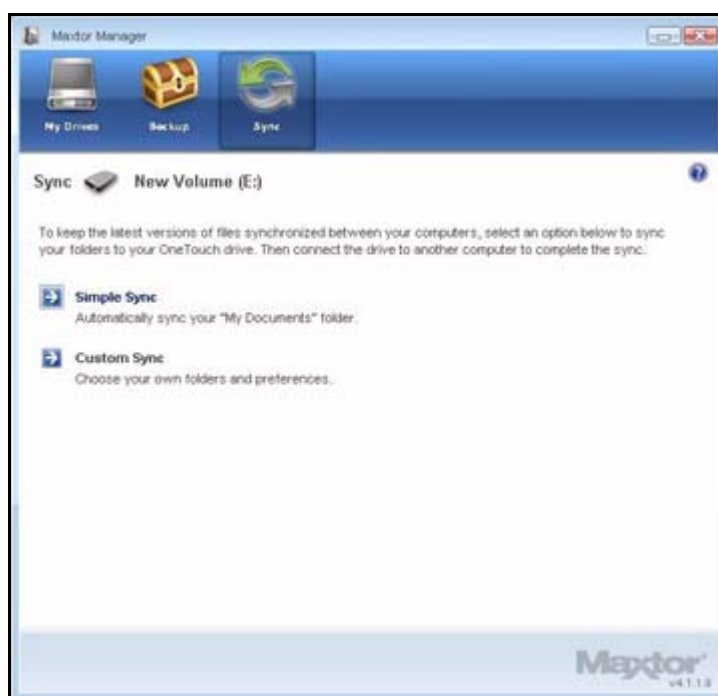 Maxtor Manager
My Drives Backup Sync
Sync New Volume (E:)
To keep the latest versions of files synchronized between your computers, select an option below to sync
your folders to your OneTouch drive. Then connect the drive to another computer to complete the sync.
Simple Sync
Automatically sync your "My Documents" folder.
Custom Sync
Choose your own folders and preferences.
Maxtor